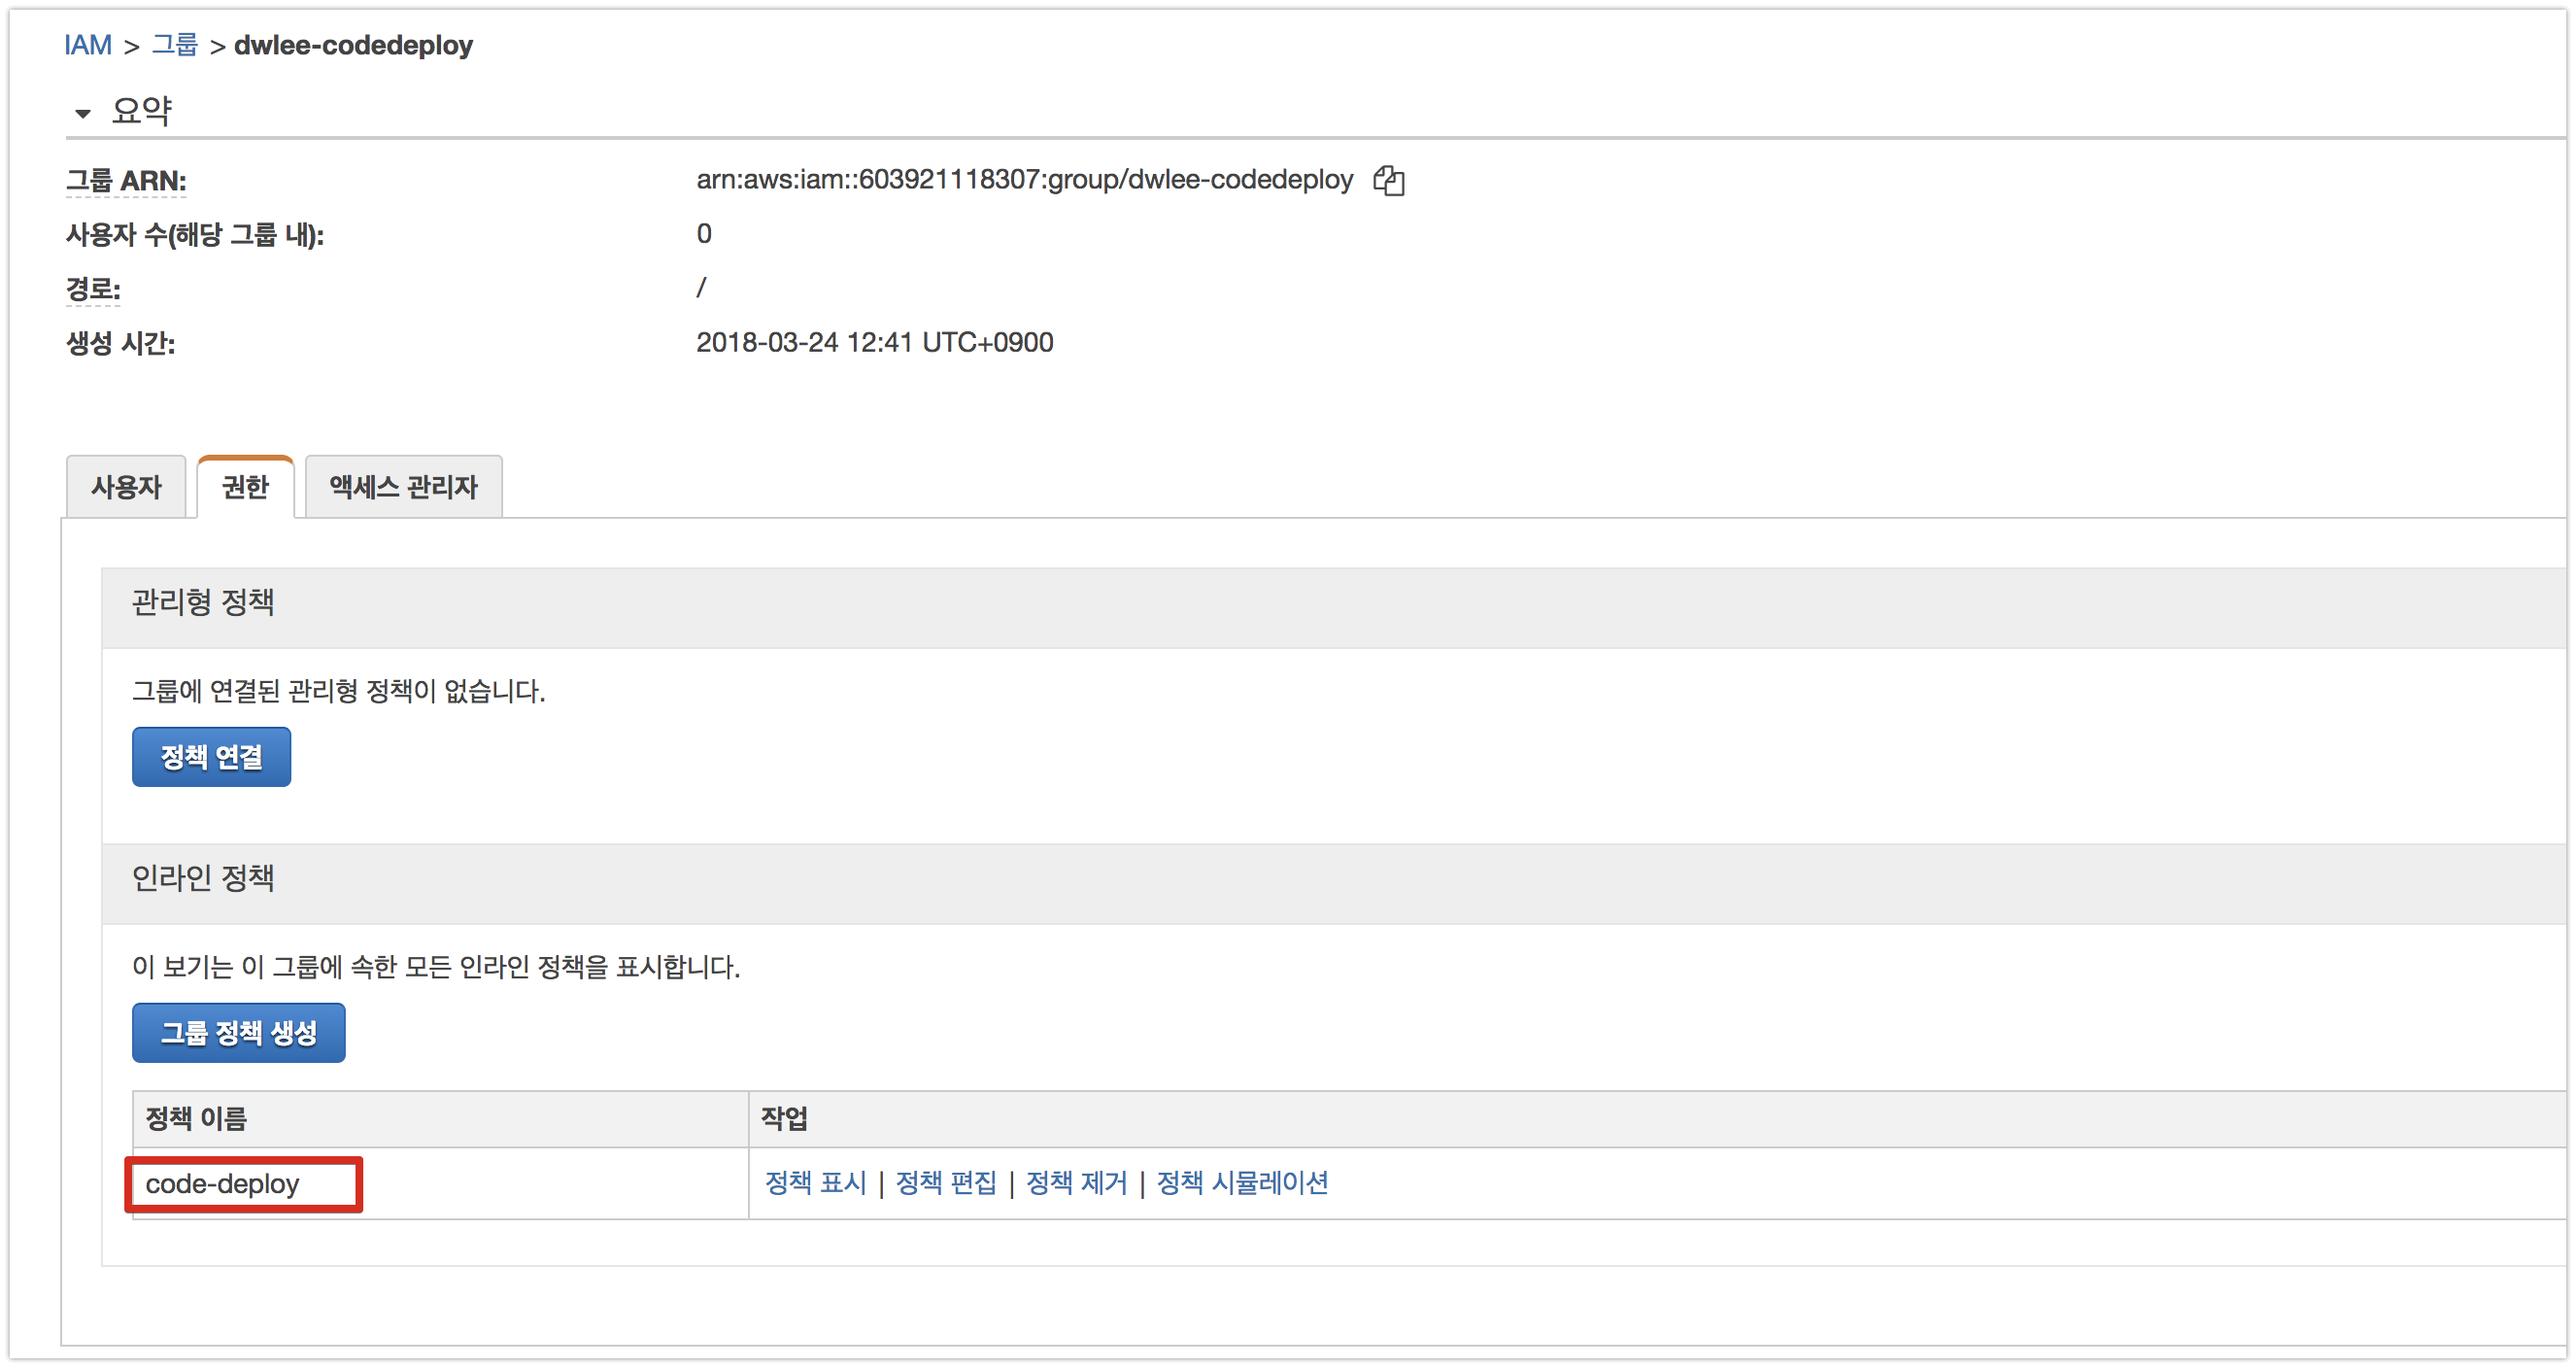 IAM > 그룹 > dwlee-codedeploy
요약
그룹 ARN: arn:aws:iam::603921118307:group/dwlee-codedeploy
사용자 수(해당 그룹 내): 0
경로: /
생성 시간: 2018-03-24 12:41 UTC+0900
사용자 권한 액세스 관리자
관리형 정책
그룹에 연결된 관리형 정책이 없습니다.
정책 연결
인라인 정책
이 보기는 이 그룹에 속한 모든 인라인 정책을 표시합니다.
그룹 정책 생성
정책 이름 작업
code-deploy 정책 표시 | 정책 편집 | 정책 제거 | 정책 시뮬레이션